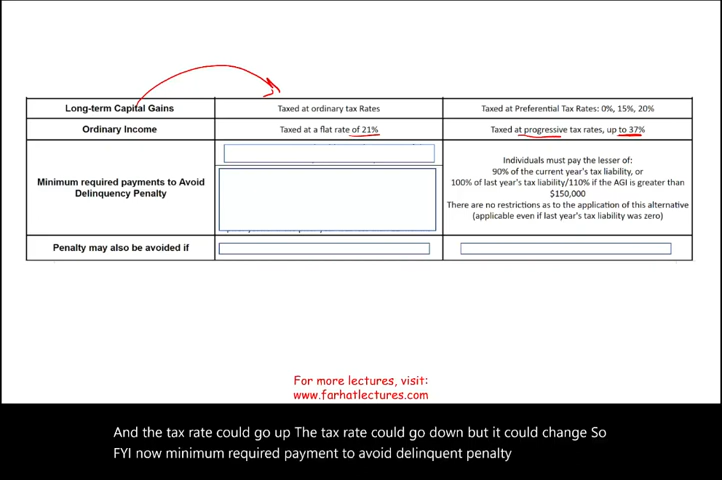 Long-term Capital Gains
Taxed at ordinary tax Rates
Taxed at Preferential Tax Rates: 0%, 15%, 20%
Ordinary Income
Taxed at a flat rate of 21%
Taxed at progressive tax rates, up to 37%
Minimum required payments to Avoid
Delinquency Penalty
Individuals must pay the lesser of:
90% of the current year's tax liability, or
100% of last year's tax liability/110% if the AGI is greater than
$150,000
There are no restrictions as to the application of this alternative
(applicable even if last year's tax liability was zero)
Penalty may also be avoided if
For more lectures, visit:
www.farhatlectures.com
And the tax rate could go up The tax rate could go down but it could change So
FYI now minimum required payment to avoid delinquent penalty